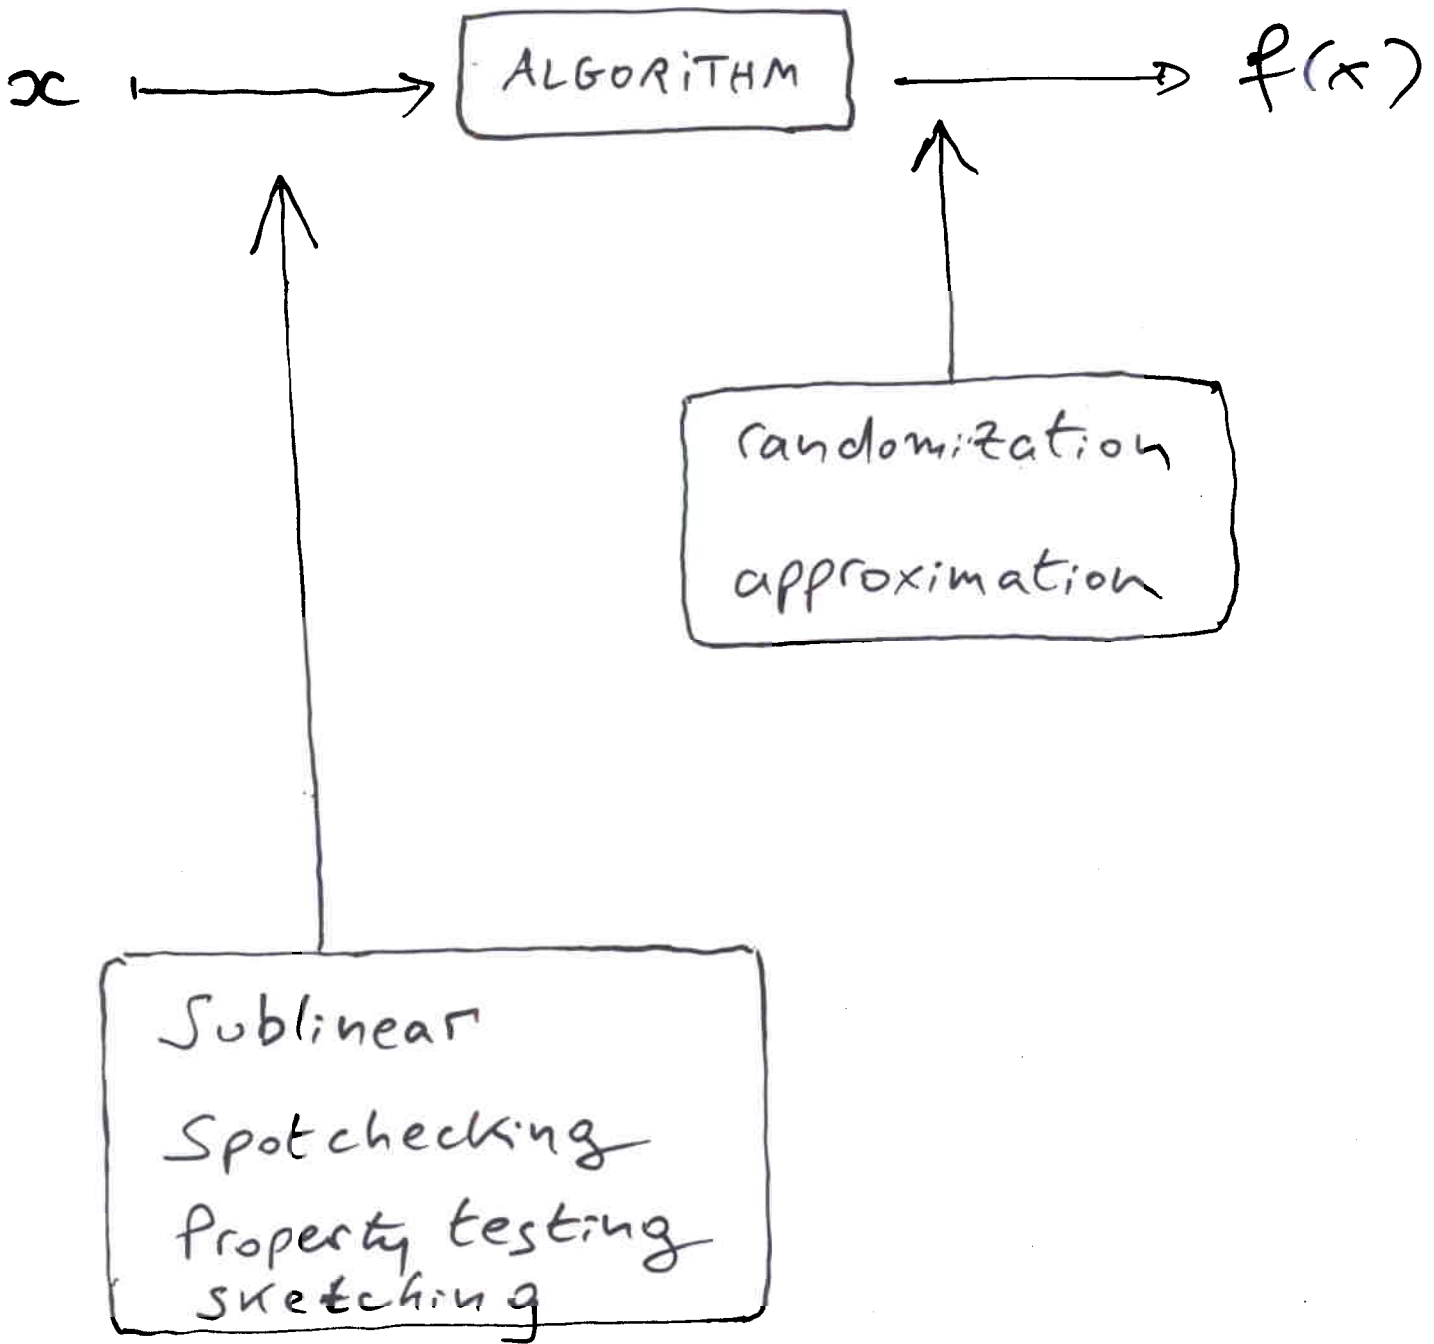 x ALGORiTHM f(x)
randomization
approximation
Sublinear
Spotchecking
Property testing
sketching